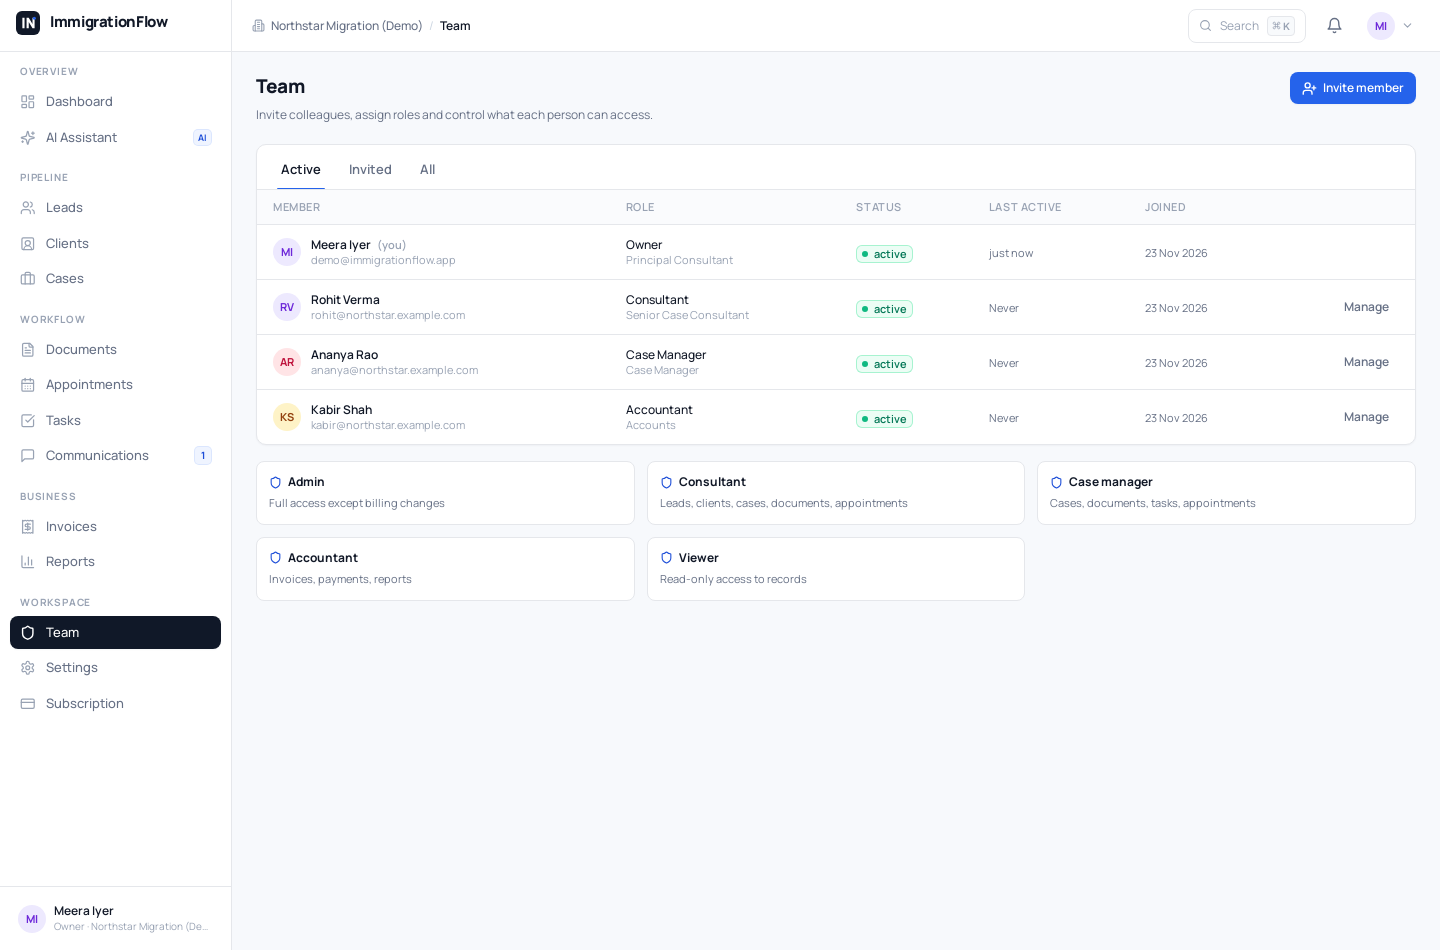 IN ImmigrationFlow
OVERVIEW
Dashboard
AI Assistant AI
PIPELINE
Leads
Clients
Cases
WORKFLOW
Documents
Appointments
Tasks
Communications 1
BUSINESS
Invoices
Reports
WORKSPACE
Team
Settings
Subscription
MI Meera Iyer
Owner · Northstar Migration (De...
Northstar Migration (Demo) / Team
Search ⌘ K
MI
Team
Invite colleagues, assign roles and control what each person can access.
Invite member
Active Invited All
MEMBER ROLE STATUS LAST ACTIVE JOINED
MI Meera Iyer (you) Owner active just now 23 Nov 2026
demo@immigrationflow.app Principal Consultant
RV Rohit Verma Consultant active Never 23 Nov 2026 Manage
rohit@northstar.example.com Senior Case Consultant
AR Ananya Rao Case Manager active Never 23 Nov 2026 Manage
ananya@northstar.example.com Case Manager
KS Kabir Shah Accountant active Never 23 Nov 2026 Manage
kabir@northstar.example.com Accounts
Admin
Full access except billing changes
Consultant
Leads, clients, cases, documents, appointments
Case manager
Cases, documents, tasks, appointments
Accountant
Invoices, payments, reports
Viewer
Read-only access to records